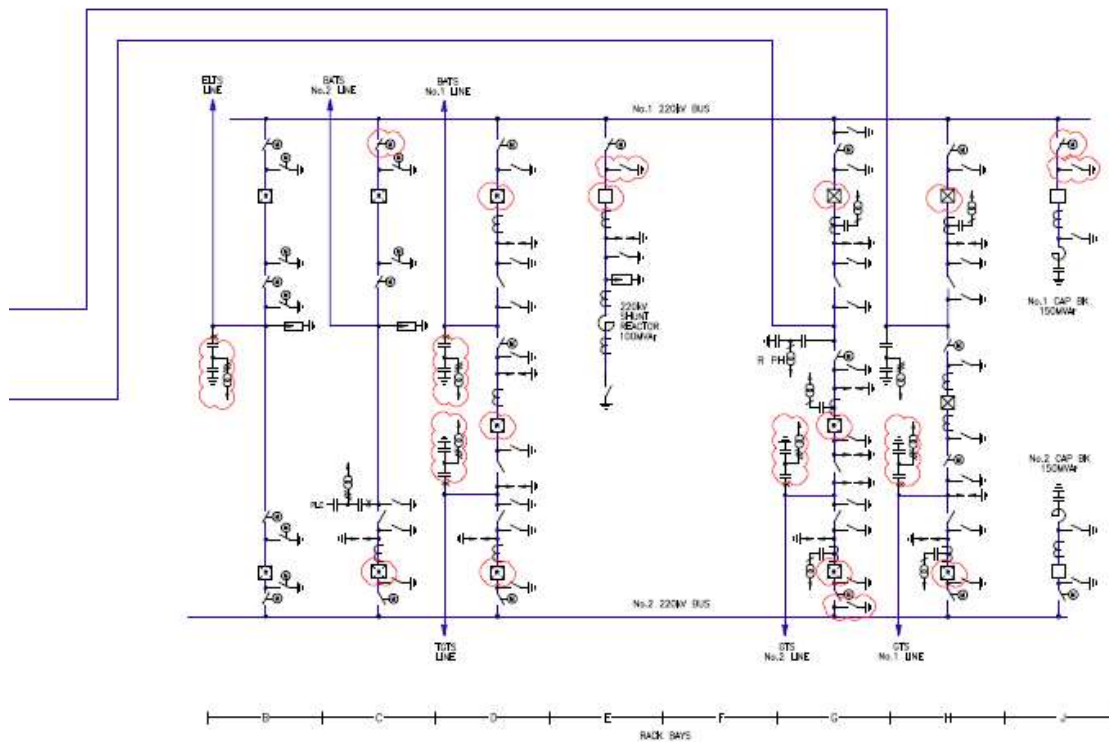 ELTS
LINE
BATS
No.2 LINE
BATS
No.1 LINE
No.1 220kV BUS
220kV
SHUNT
REACTOR
100MVAr
No.1 CAP BK
150MVAr
R PH
No.2 CAP BK
150MVAr
PLC
No.2 220kV BUS
TGTS
LINE
GTS
No.2 LINE
GTS
No.1 LINE
B C D E F G H J
RACK BAYS